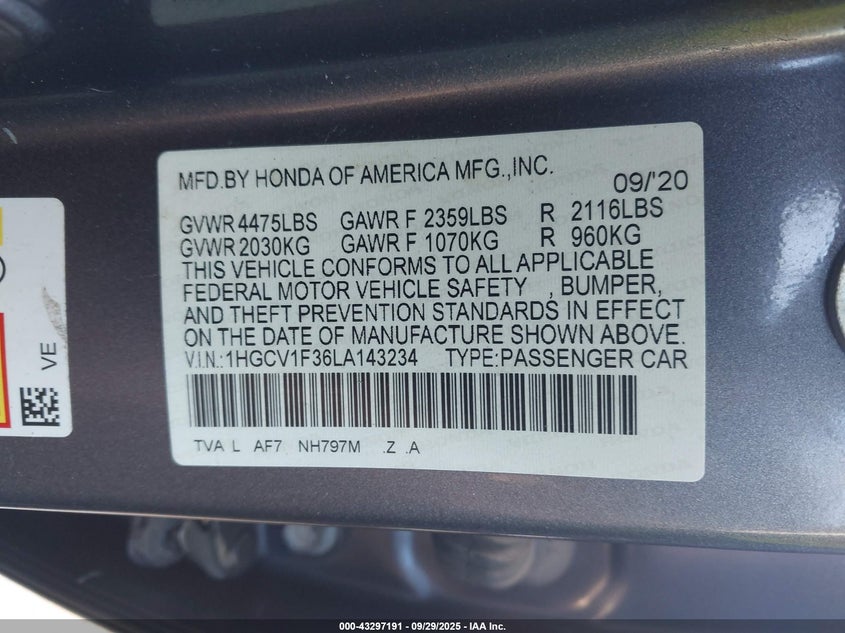 MFD.BY HONDA OF AMERICA MFG.,INC. 09/'20
GVWR 4475LBS GAWR F 2359LBS R 2116LBS
GVWR 2030KG GAWR F 1070KG R 960KG
THIS VEHICLE CONFORMS TO ALL APPLICABLE
FEDERAL MOTOR VEHICLE SAFETY , BUMPER,
AND THEFT PREVENTION STANDARDS IN EFFECT
ON THE DATE OF MANUFACTURE SHOWN ABOVE.
V.I.N.:1HGCV1F36LA143234 TYPE:PASSENGER CAR
TVA L AF7 NH797M .Z .A
VE
000-43297191 - 09/29/2025 - IAA Inc.